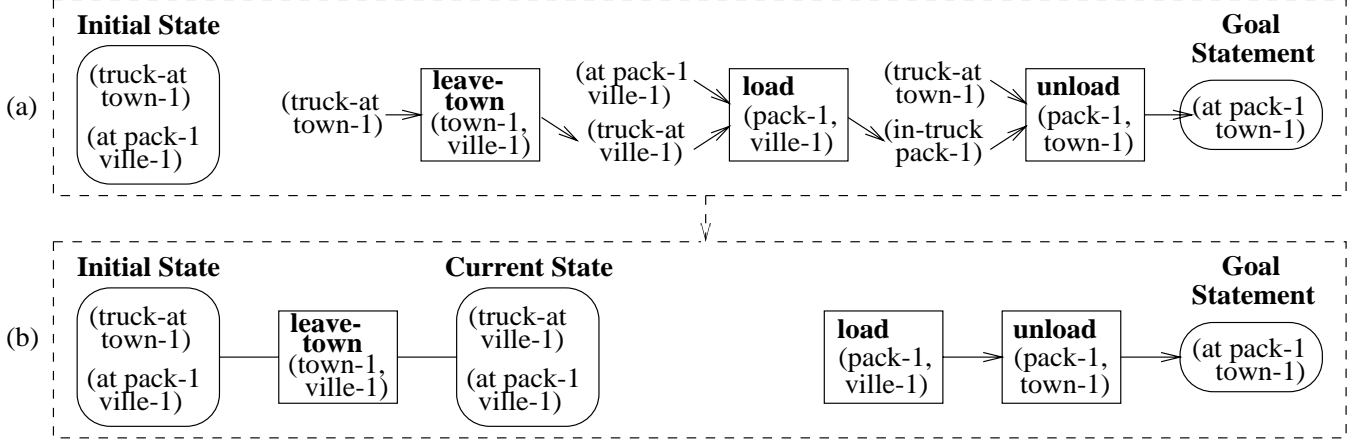 (a)
Initial State
(truck-at
town-1)
(at pack-1
ville-1)
(truck-at
town-1)
leave-
town
(town-1,
ville-1)
(at pack-1
ville-1)
(truck-at
ville-1)
load
(pack-1,
ville-1)
(truck-at
town-1)
(in-truck
pack-1)
unload
(pack-1,
town-1)
Goal
Statement
(at pack-1
town-1)
(b)
Initial State
(truck-at
town-1)
(at pack-1
ville-1)
leave-
town
(town-1,
ville-1)
Current State
(truck-at
ville-1)
(at pack-1
ville-1)
load
(pack-1,
ville-1)
unload
(pack-1,
town-1)
Goal
Statement
(at pack-1
town-1)